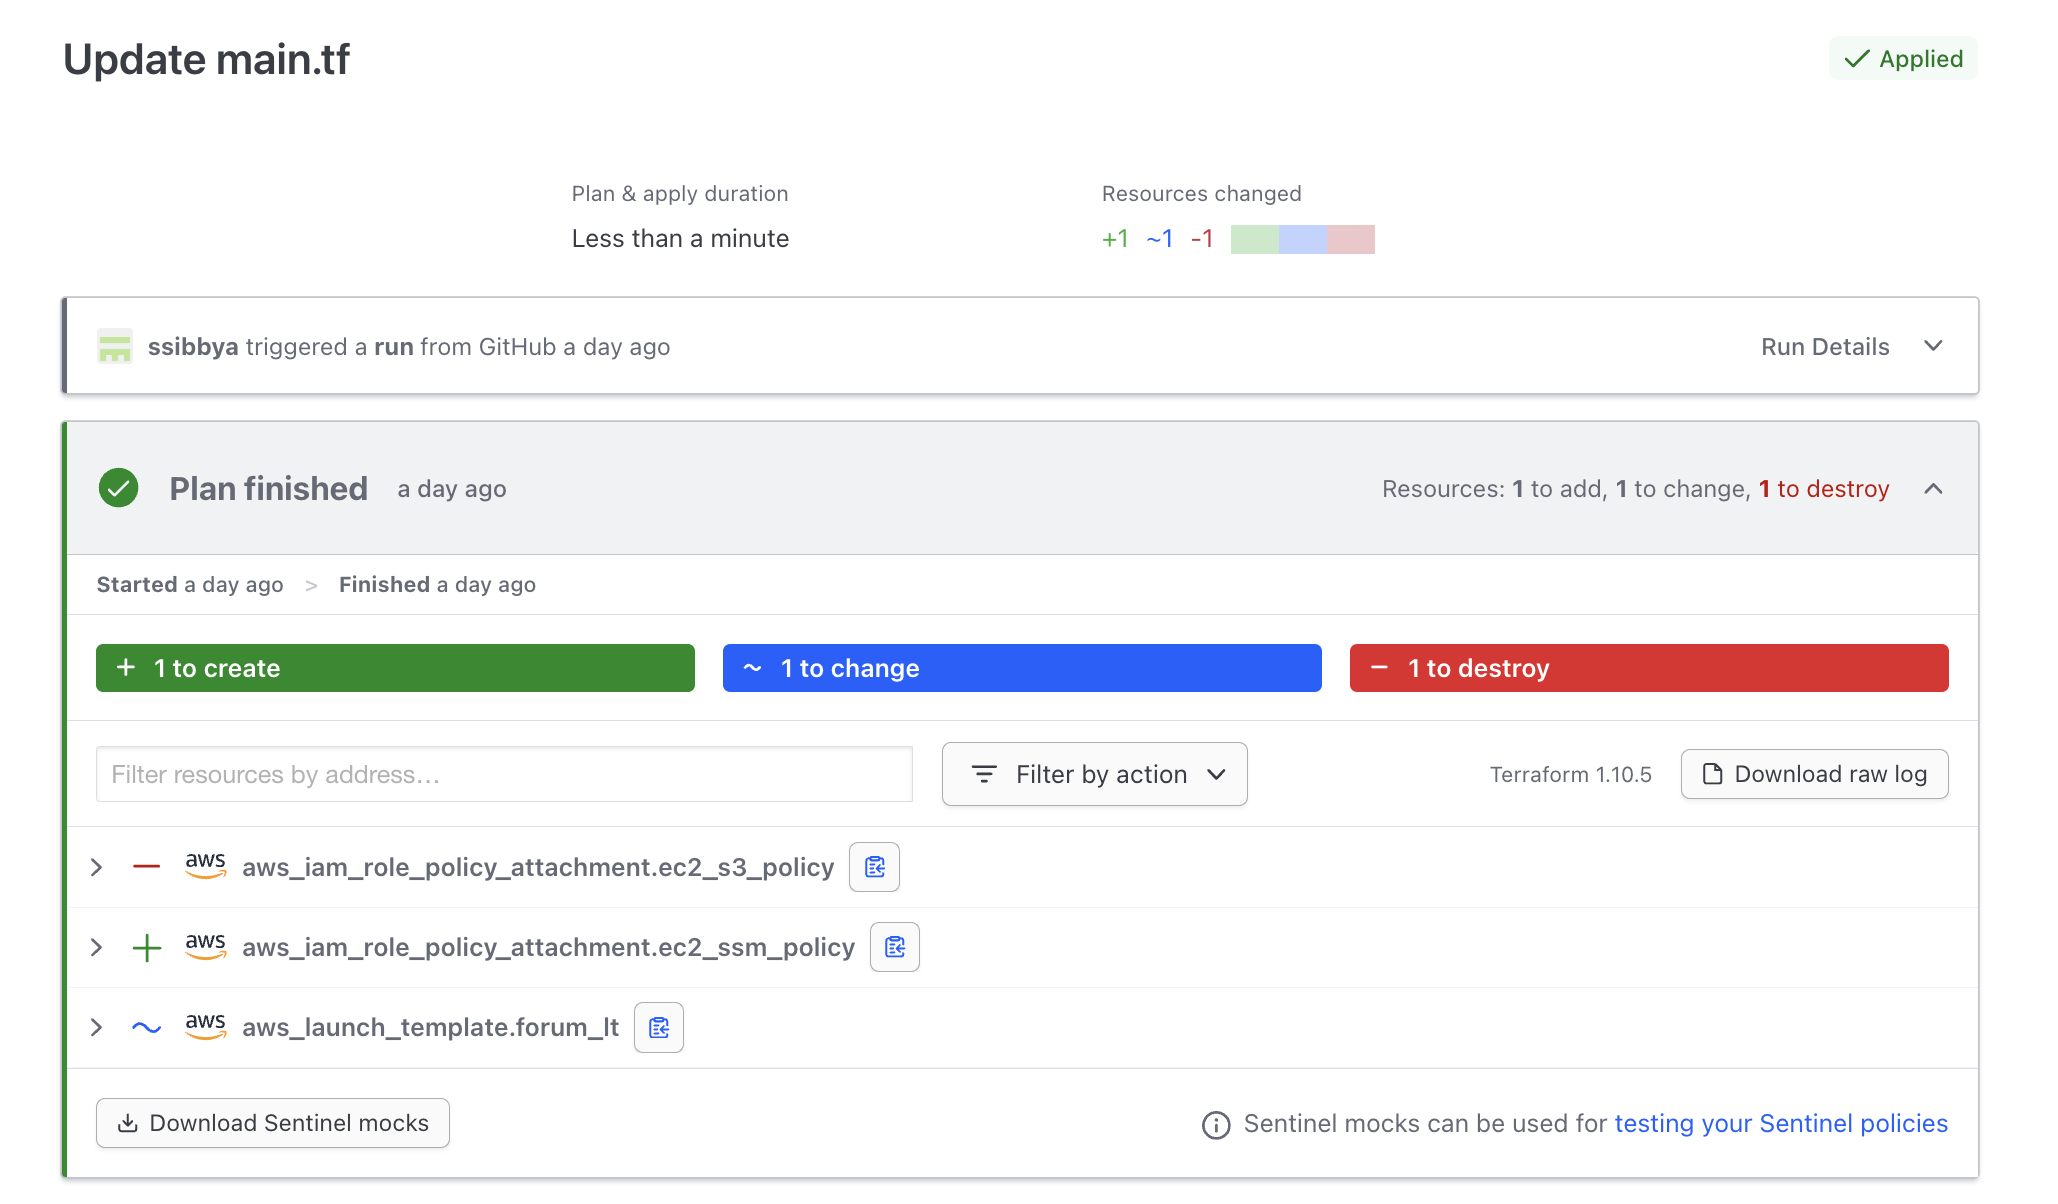 Update main.tf
Applied
Plan & apply duration
Less than a minute
Resources changed
+1 ~1 -1
ssibbya triggered a run from GitHub a day ago
Run Details
Plan finished a day ago
Resources: 1 to add, 1 to change, 1 to destroy
Started a day ago > Finished a day ago
+ 1 to create
~ 1 to change
− 1 to destroy
Filter resources by address…
Filter by action
Terraform 1.10.5
Download raw log
aws aws_iam_role_policy_attachment.ec2_s3_policy
aws aws_iam_role_policy_attachment.ec2_ssm_policy
aws aws_launch_template.forum_lt
Download Sentinel mocks
Sentinel mocks can be used for testing your Sentinel policies